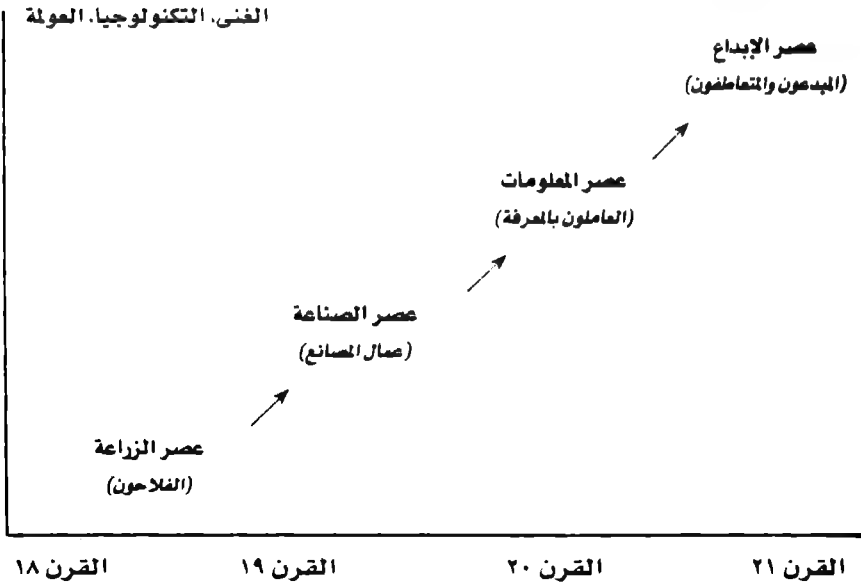 الغنى. التكنولوجيا. العولمة
عصر الإبداع
(المبدعون والمتعاطفون)
عصر المعلومات
(العاملون بالمعرفة)
عصر الصناعة
(عمال المصانع)
عصر الزراعة
(الفلاحون)
القرن ١٨
القرن ١٩
القرن ٢٠
القرن ٢١